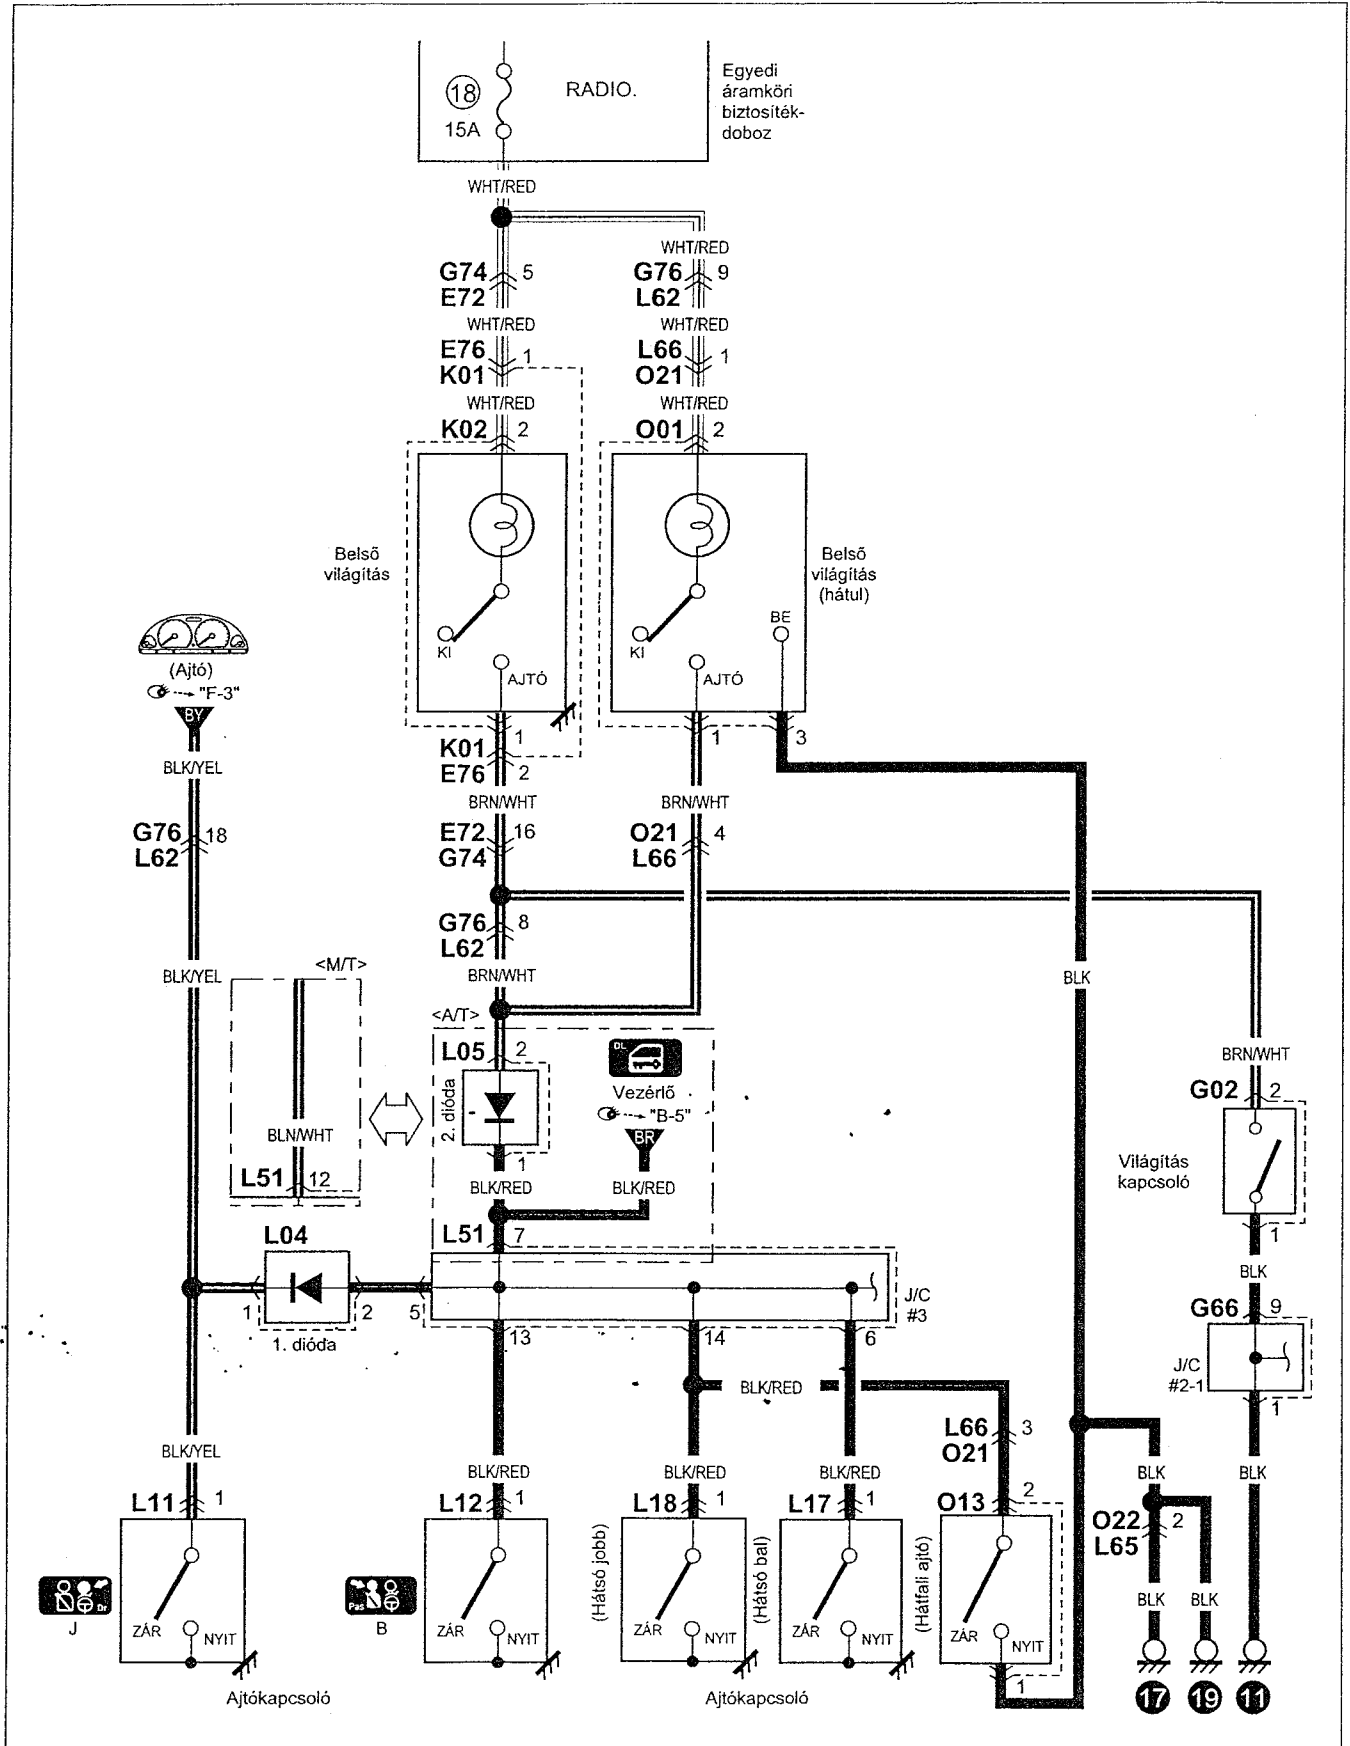 18
15A
RADIO.
Egyedi
áramköri
biztosíték-
doboz
WHT/RED
WHT/RED
G74 5
E72
G76 9
L62
WHT/RED
WHT/RED
E76 1
K01
L66 1
O21
WHT/RED
WHT/RED
K02 2
O01 2
Belső
világítás
KI
AJTÓ
KI
AJTÓ
BE
Belső
világítás
(hátul)
(Ajtó)
"F-3"
BY
1
K01
E76 2
1
3
BLK/YEL
BRN/WHT
BRN/WHT
G76 18
L62
E72 16
G74
O21 4
L66
G76 8
L62
BLK/YEL
<M/T>
BRN/WHT
BLK
<A/T>
L05 2
2. dióda
1
DL
Vezérlő
"B-5"
BR
BRN/WHT
G02 2
Világítás
kapcsoló
1
BLN/WHT
L51 12
BLK/RED
BLK/RED
L51 7
L04
1
2
1. dióda
5
J/C
#3
13
14
6
BLK
G66 9
J/C
#2-1
1
BLK/RED
L66 3
O21
BLK/YEL
BLK/RED
BLK/RED
BLK/RED
BLK
BLK
L11 1
L12 1
L18 1
L17 1
O13 2
O22 2
L65
Dr
J
ZÁR
NYIT
Pas
B
ZÁR
NYIT
(Hátsó jobb)
ZÁR
NYIT
(Hátsó bal)
ZÁR
NYIT
(Hátfali ajtó)
ZÁR
NYIT
1
BLK
BLK
Ajtókapcsoló
Ajtókapcsoló
17
19
11